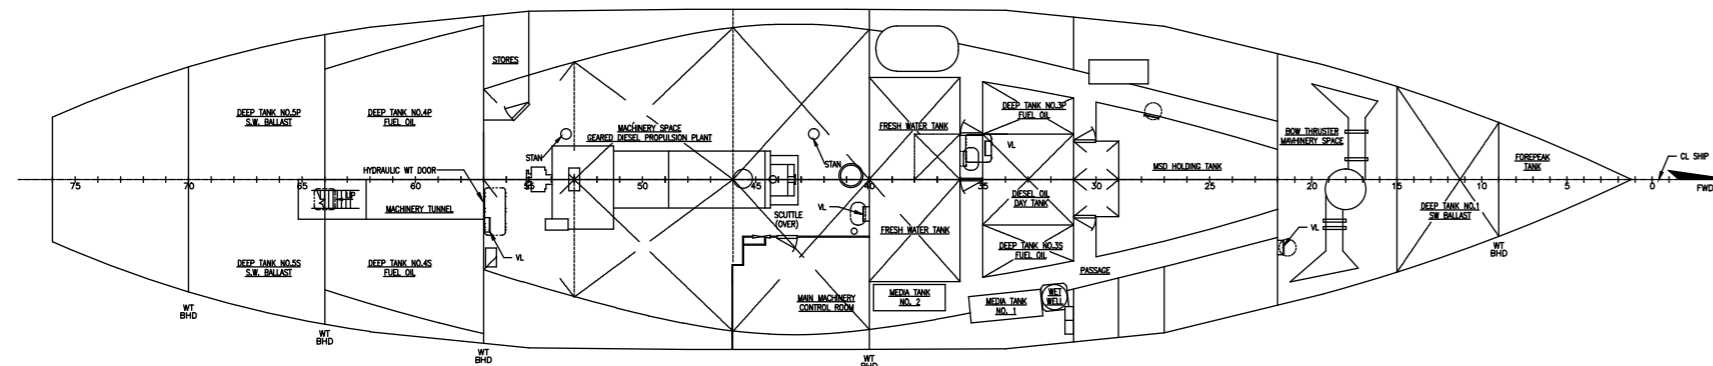 STORES
DEEP TANK NO.5P
S.W. BALLAST
DEEP TANK NO.4P
FUEL OIL
MACHINERY SPACE
GEARED DIESEL PROPULSION PLANT
STAN
STAN
FRESH WATER TANK
DEEP TANK NO.3P
FUEL OIL
VL
BOW THRUSTER
MAVHINERY SPACE
FOREPEAK
TANK
CL SHIP
FWD
HYDRAULIC WT DOOR
MSD HOLDING TANK
75
70
65
60
55
50
45
40
35
30
25
20
15
10
5
0
UP
MACHINERY TUNNEL
DIESEL OIL
DAY TANK
VL
SCUTTLE
(OVER)
FRESH WATER TANK
DEEP TANK NO.1
SW BALLAST
VL
DEEP TANK NO.3S
FUEL OIL
WT
BHD
DEEP TANK NO.5S
S.W. BALLAST
DEEP TANK NO.4S
FUEL OIL
VL
PASSAGE
MAIN MACHINERY
CONTROL ROOM
MEDIA TANK
NO. 2
MEDIA TANK
NO. 1
WET
WELL
WT
BHD
WT
BHD
WT
BHD
WT
BHD